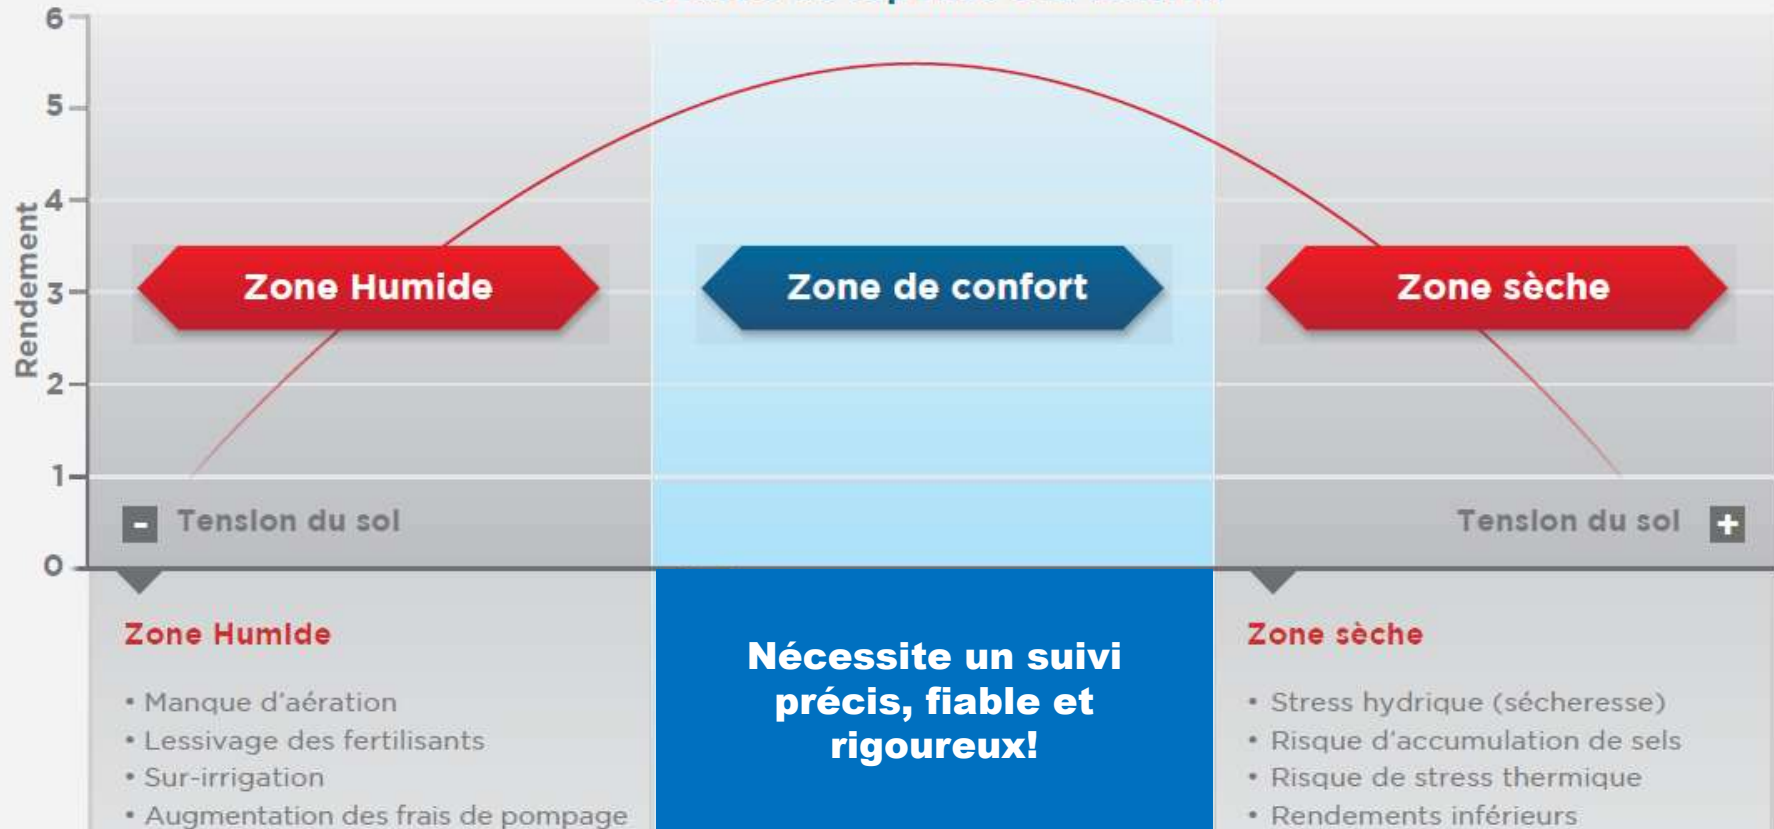 6
5
4
3
2
1
0
Rendement
Zone Humide
Zone de confort
Zone sèche
- Tension du sol
Tension du sol +
Zone Humide
• Manque d'aération
• Lessivage des fertilisants
• Sur-irrigation
• Augmentation des frais de pompage
Nécessite un suivi
précis, fiable et
rigoureux!
Zone sèche
• Stress hydrique (sécheresse)
• Risque d'accumulation de sels
• Risque de stress thermique
• Rendements inférieurs